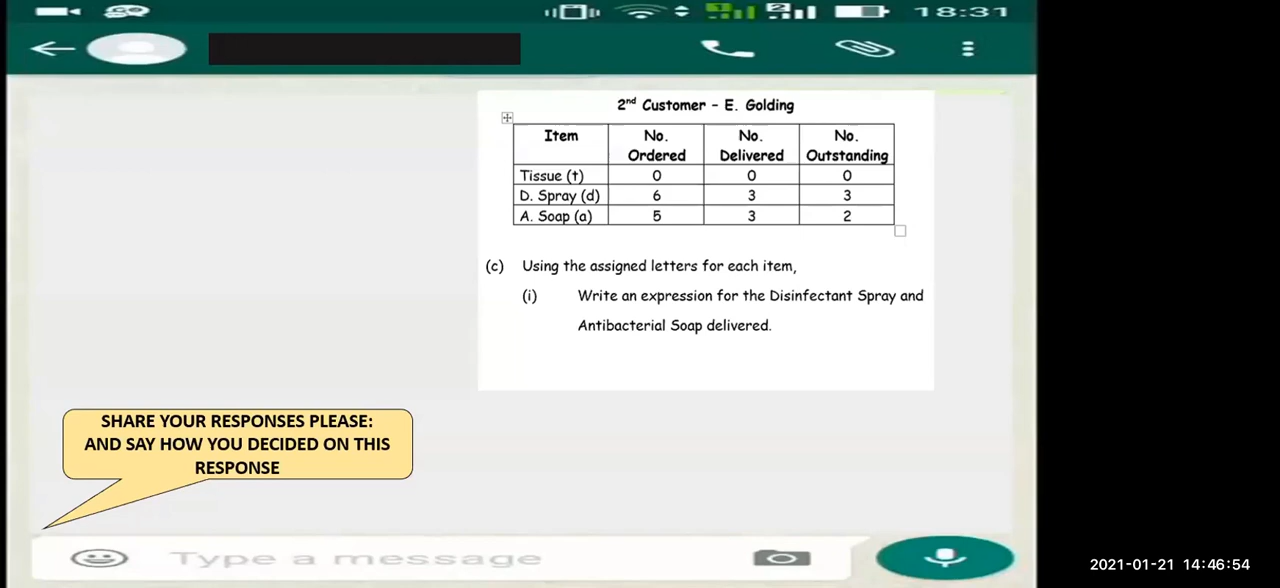 18:31
2nd Customer - E. Golding
Item No. Ordered No. Delivered No. Outstanding
Tissue (t) 0 0 0
D. Spray (d) 6 3 3
A. Soap (a) 5 3 2
(c) Using the assigned letters for each item,
(i) Write an expression for the Disinfectant Spray and
Antibacterial Soap delivered.
SHARE YOUR RESPONSES PLEASE:
AND SAY HOW YOU DECIDED ON THIS
RESPONSE
Type a message
2021-01-21 14:46:54